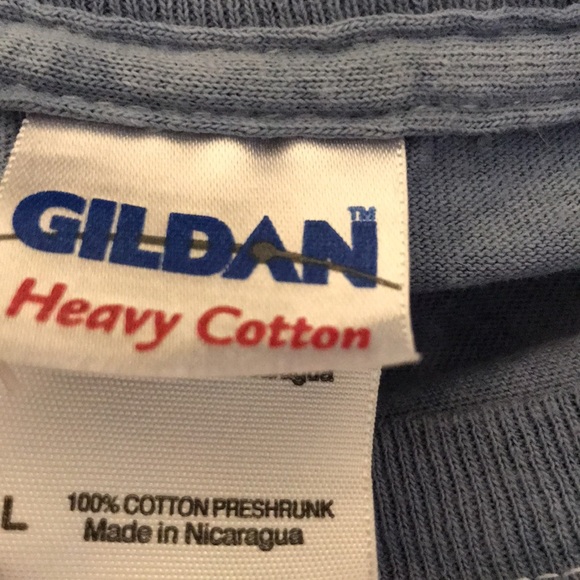 GILDAN™
Heavy Cotton
L
100% COTTON PRESHRUNK
Made in Nicaragua